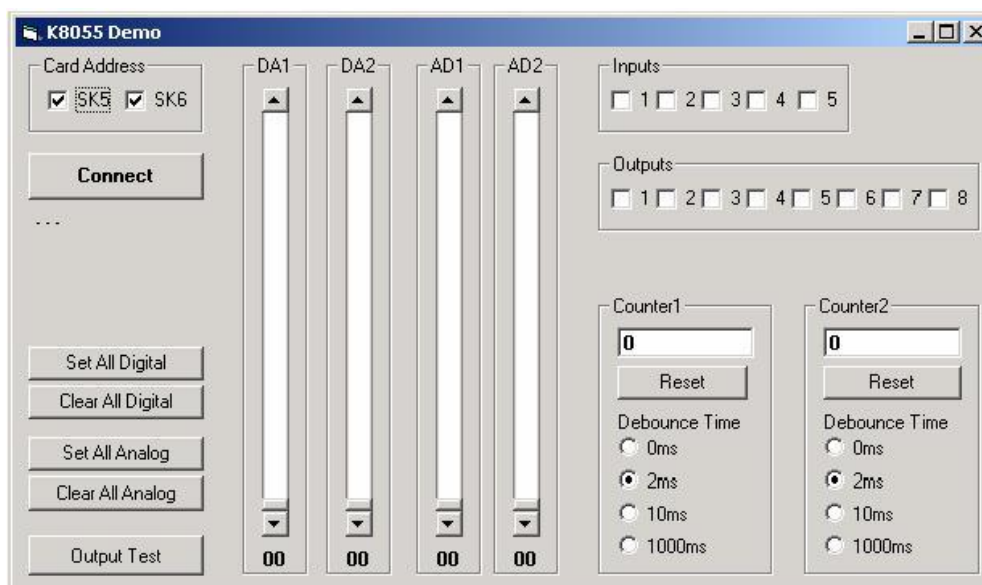 K8055 Demo
Card Address
SK5 SK6
Connect
...
Set All Digital
Clear All Digital
Set All Analog
Clear All Analog
Output Test
DA1 DA2 AD1 AD2
00 00 00 00
Inputs
1 2 3 4 5
Outputs
1 2 3 4 5 6 7 8
Counter1
0
Reset
Debounce Time
0ms
2ms
10ms
1000ms
Counter2
0
Reset
Debounce Time
0ms
2ms
10ms
1000ms